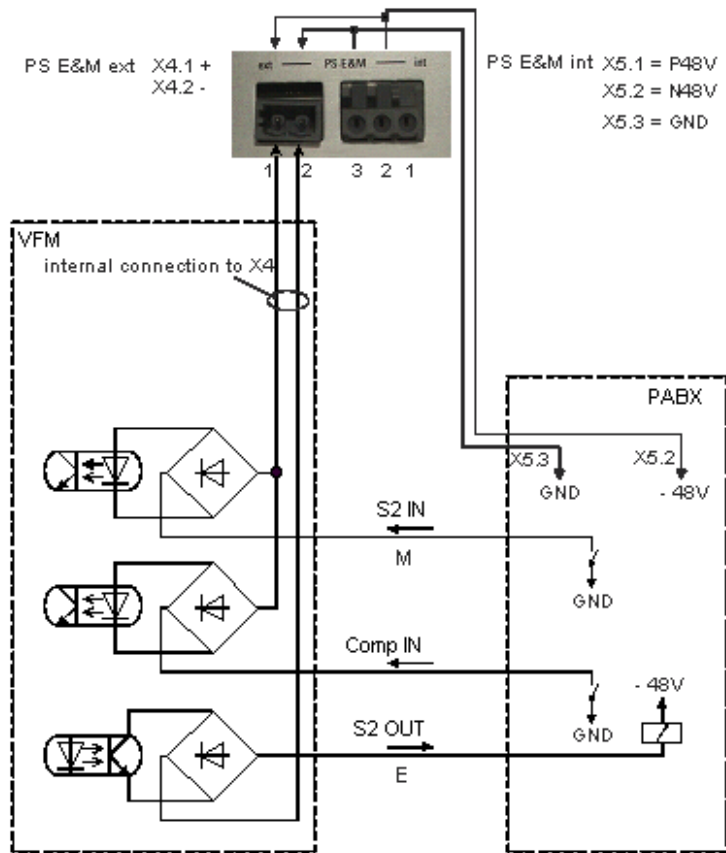 PS E&M ext X4.1 +
X4.2 -
ext PS E&M int
PS E&M int X5.1 = P48V
X5.2 = N48V
X5.3 = GND
1 2 3 2 1
VFM
internal connection to X4
PABX
X5.3 X5.2
GND - 48V
S2 IN
M
GND
Comp IN
- 48V
S2 OUT
GND
E